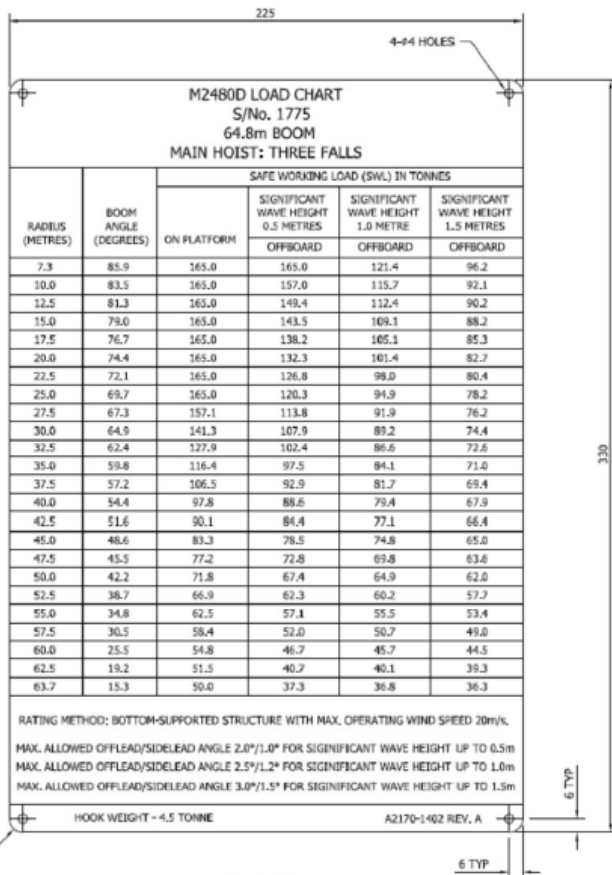 225
4-ø4 HOLES
M2480D LOAD CHART
S/No. 1775
64.8m BOOM
MAIN HOIST: THREE FALLS
SAFE WORKING LOAD (SWL) IN TONNES
RADIUS (METRES) BOOM ANGLE (DEGREES) ON PLATFORM SIGNIFICANT WAVE HEIGHT 0.5 METRES SIGNIFICANT WAVE HEIGHT 1.0 METRE SIGNIFICANT WAVE HEIGHT 1.5 METRES
OFFBOARD OFFBOARD OFFBOARD
7.3 85.9 165.0 165.0 121.4 96.2
10.0 83.5 165.0 157.0 115.7 92.1
12.5 81.3 165.0 149.4 112.4 90.2
15.0 79.0 165.0 143.5 109.1 88.2
17.5 76.7 165.0 138.2 105.1 85.3
20.0 74.4 165.0 132.3 101.4 82.7
22.5 72.1 165.0 126.8 98.0 80.4
25.0 69.7 165.0 120.3 94.9 78.2
27.5 67.3 157.1 113.8 91.9 76.2
30.0 64.9 141.3 107.9 89.2 74.4
32.5 62.4 127.9 102.4 86.6 72.6
35.0 59.8 116.4 97.5 84.1 71.0
37.5 57.2 106.5 92.9 81.7 69.4
40.0 54.4 97.8 88.6 79.4 67.9
42.5 51.6 90.1 84.4 77.1 66.4
45.0 48.6 83.3 78.5 74.8 65.0
47.5 45.5 77.2 72.8 69.8 63.6
50.0 42.2 71.8 67.4 64.9 62.0
52.5 38.7 66.9 62.3 60.2 57.7
55.0 34.8 62.5 57.1 55.5 53.4
57.5 30.5 58.4 52.0 50.7 49.0
60.0 25.5 54.8 46.7 45.7 44.5
62.5 19.2 51.5 40.7 40.1 39.3
63.7 15.3 50.0 37.3 36.8 36.3
330
RATING METHOD: BOTTOM-SUPPORTED STRUCTURE WITH MAX. OPERATING WIND SPEED 20m/s.
MAX. ALLOWED OFFLEAD/SIDELEAD ANGLE 2.0°/1.0° FOR SIGINIFICANT WAVE HEIGHT UP TO 0.5m
MAX. ALLOWED OFFLEAD/SIDELEAD ANGLE 2.5°/1.2° FOR SIGINIFICANT WAVE HEIGHT UP TO 1.0m
MAX. ALLOWED OFFLEAD/SIDELEAD ANGLE 3.0°/1.5° FOR SIGINIFICANT WAVE HEIGHT UP TO 1.5m
HOOK WEIGHT - 4.5 TONNE A2170-1402 REV. A
6 TYP
6 TYP